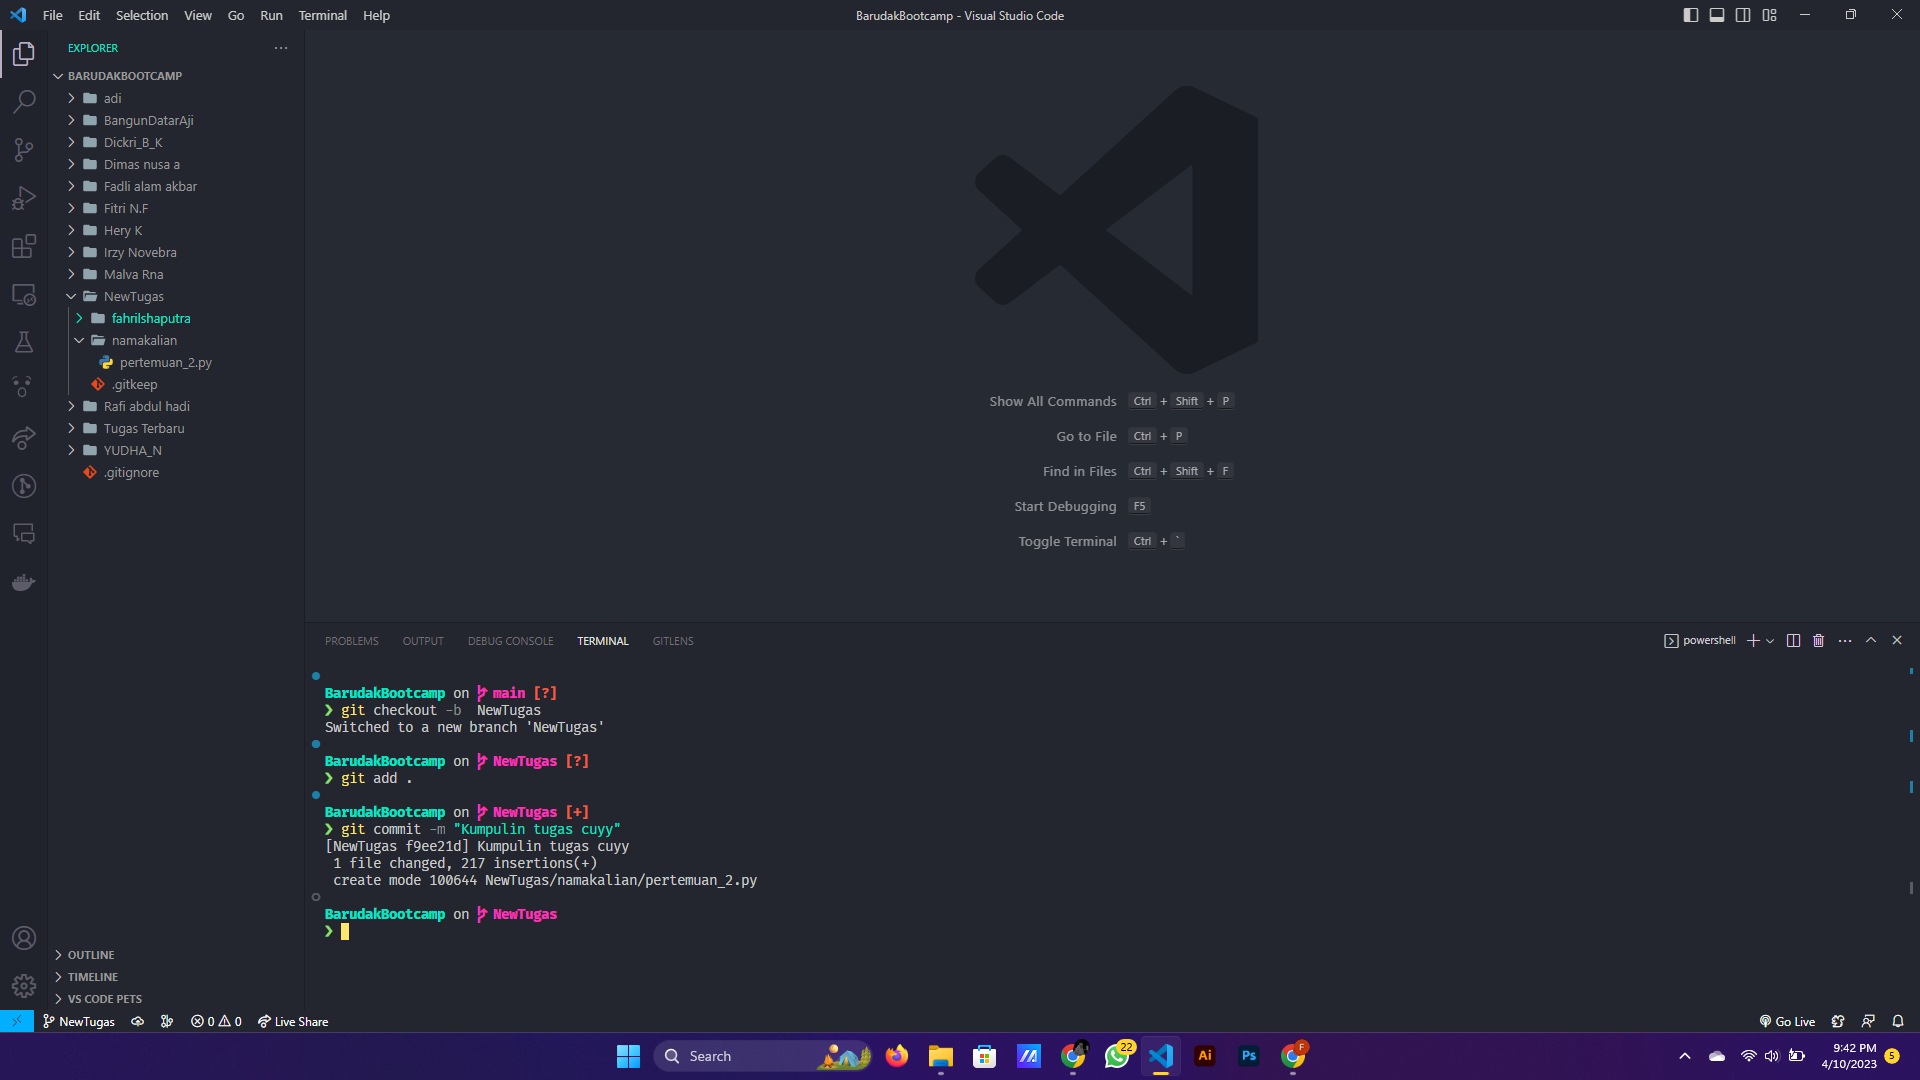 File Edit Selection View Go Run Terminal Help
BarudakBootcamp - Visual Studio Code
EXPLORER
BARUDAKBOOTCAMP
adi
BangunDatarAji
Dickri_B_K
Dimas nusa a
Fadli alam akbar
Fitri N.F
Hery K
Irzy Novebra
Malva Rna
NewTugas
fahrilshaputra
namakalian
pertemuan_2.py
.gitkeep
Rafi abdul hadi
Tugas Terbaru
YUDHA_N
.gitignore
OUTLINE
TIMELINE
VS CODE PETS
Show All Commands Ctrl + Shift + P
Go to File Ctrl + P
Find in Files Ctrl + Shift + F
Start Debugging F5
Toggle Terminal Ctrl + `
PROBLEMS OUTPUT DEBUG CONSOLE TERMINAL GITLENS
powershell
BarudakBootcamp on main [?]
❯ git checkout -b  NewTugas
Switched to a new branch 'NewTugas'
BarudakBootcamp on NewTugas [?]
❯ git add .
BarudakBootcamp on NewTugas [+]
❯ git commit -m "Kumpulin tugas cuyy"
[NewTugas f9ee21d] Kumpulin tugas cuyy
1 file changed, 217 insertions(+)
create mode 100644 NewTugas/namakalian/pertemuan_2.py
BarudakBootcamp on NewTugas
❯
NewTugas 0 0 Live Share
Go Live
Search
22
Ai
Ps
F
9:42 PM
4/10/2023
5